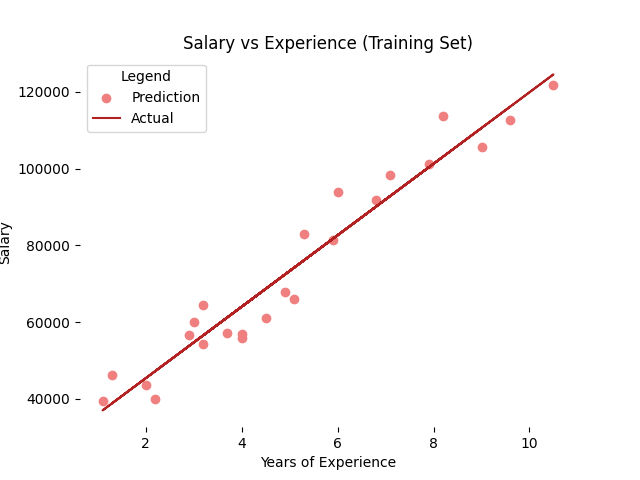 Salary vs Experience (Training Set)
Legend
Prediction
Actual
120000
100000
80000
60000
40000
Salary
2 4 6 8 10
Years of Experience